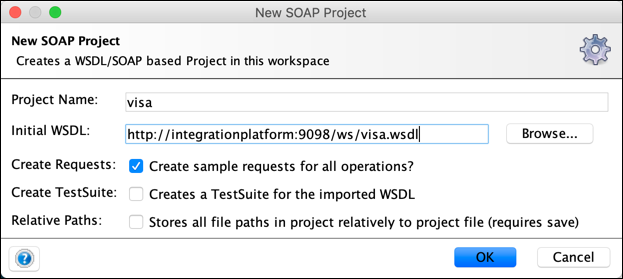 New SOAP Project
New SOAP Project
Creates a WSDL/SOAP based Project in this workspace
Project Name: visa
Initial WSDL: http://integrationplatform:9098/ws/visa.wsdl Browse...
Create Requests: Create sample requests for all operations?
Create TestSuite: Creates a TestSuite for the imported WSDL
Relative Paths: Stores all file paths in project relatively to project file (requires save)
? OK Cancel